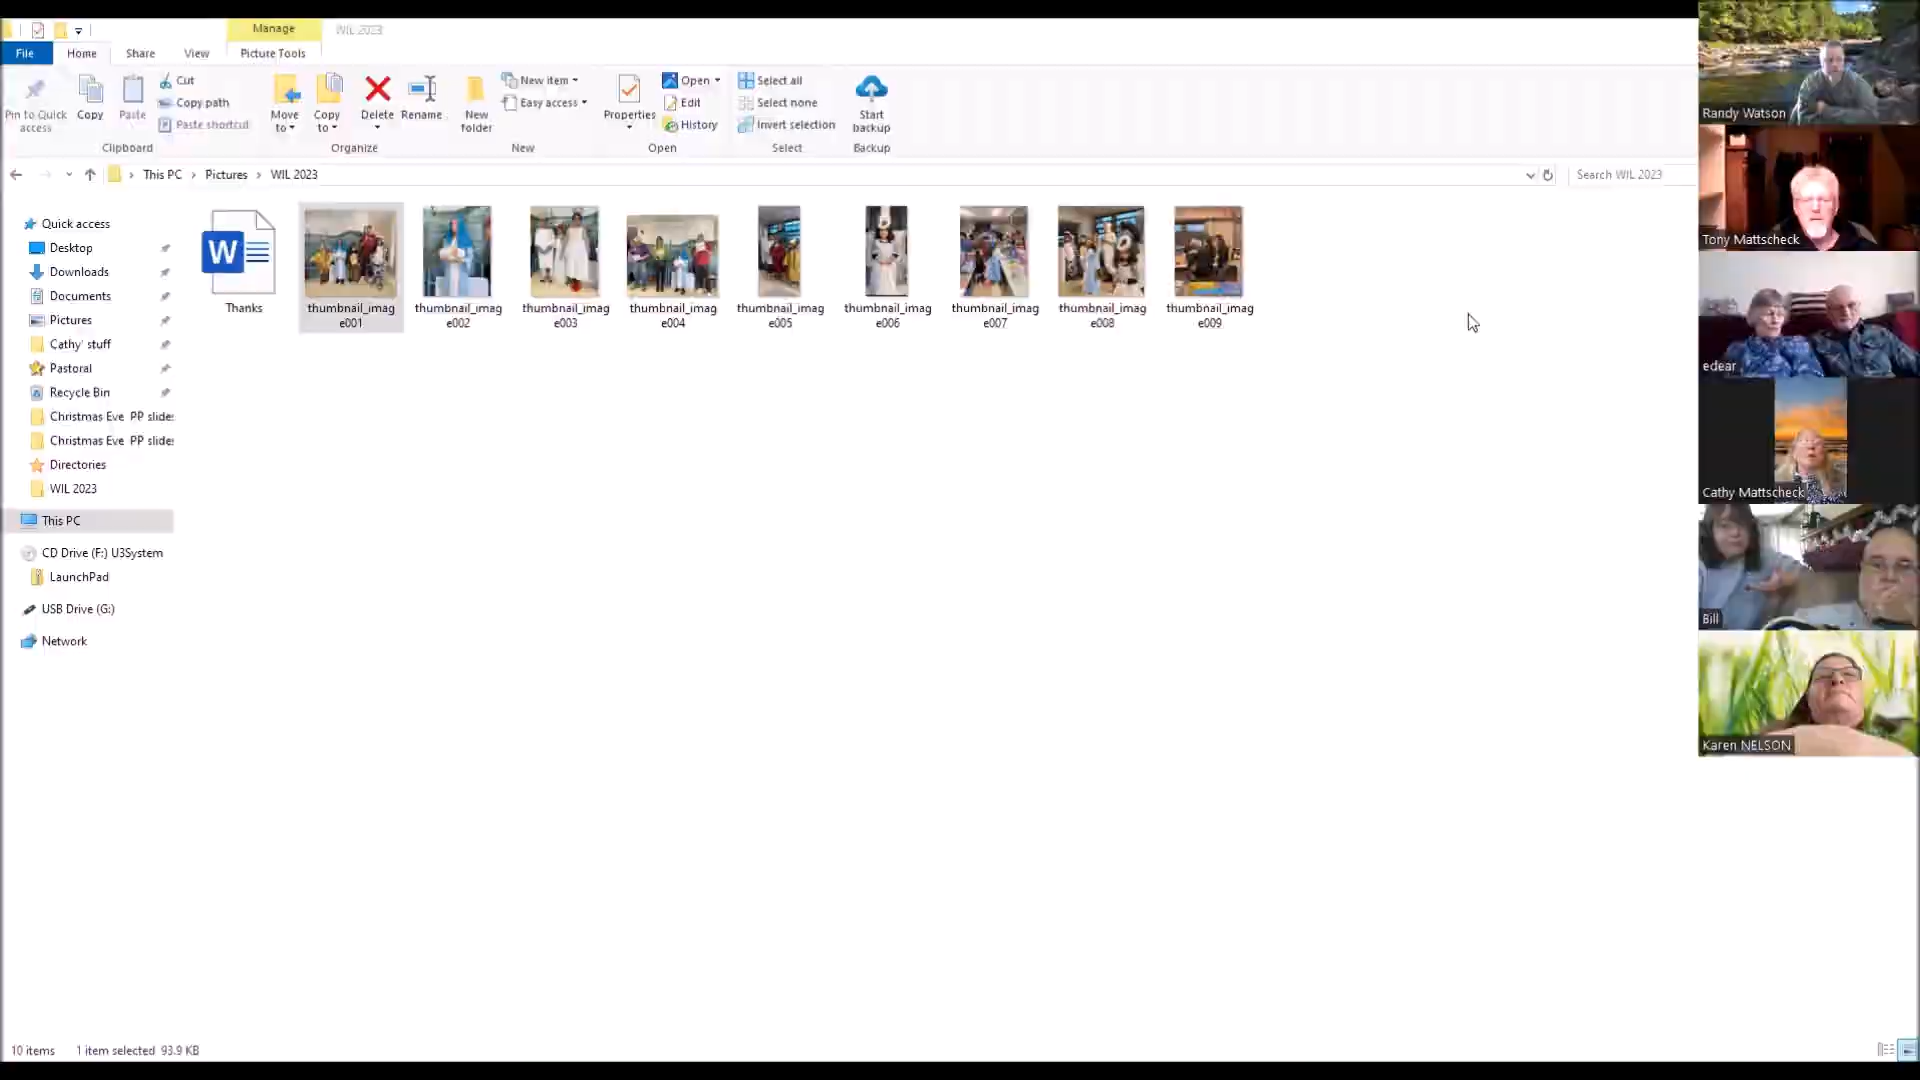 Manage
WIL 2023
File
Home
Share
View
Picture Tools
Pin to Quick access
Copy
Paste
Cut
Copy path
Paste shortcut
Clipboard
Move to
Copy to
Delete
Rename
Organize
New folder
New item
Easy access
New
Properties
Open
Edit
History
Open
Select all
Select none
Invert selection
Select
Start backup
Backup
This PC > Pictures > WIL 2023
Search WIL 2023
Quick access
Desktop
Downloads
Documents
Pictures
Cathy' stuff
Pastoral
Recycle Bin
Christmas Eve PP slide
Christmas Eve PP slide
Directories
WIL 2023
This PC
CD Drive (F:) U3System
LaunchPad
USB Drive (G:)
Network
W
Thanks
thumbnail_imag
e001
thumbnail_imag
e002
thumbnail_imag
e003
thumbnail_imag
e004
thumbnail_imag
e005
thumbnail_imag
e006
thumbnail_imag
e007
thumbnail_imag
e008
thumbnail_imag
e009
Randy Watson
Tony Mattscheck
edear
Cathy Mattscheck
Bill
Karen NELSON
10 items
1 item selected 93.9 KB